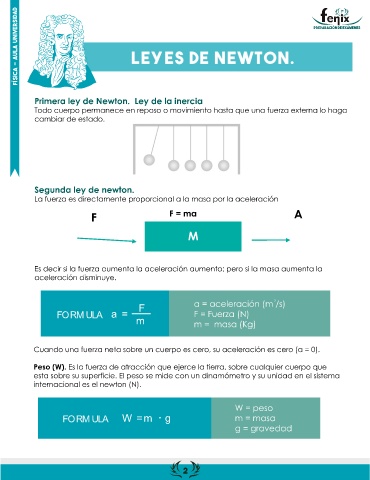 FÍSICA - AULA UNIVERSIDAD
fenix
PREPARACION DE EXAMENES
LEYES DE NEWTON.
Primera ley de Newton. Ley de la inercia
Todo cuerpo permanece en reposo o movimiento hasta que una fuerza externa lo haga
cambiar de estado.
Segunda ley de newton.
La fuerza es directamente proporcional a la masa por la aceleración
F
F = ma
A
M
Es decir si la fuerza aumenta la aceleración aumenta; pero si la masa aumenta la
aceleración disminuye.
FORMULA a = F
m
a = aceleración (m/s)
F = Fuerza (N)
m = masa (Kg)
Cuando una fuerza neta sobre un cuerpo es cero, su aceleración es cero (a = 0).
Peso (W). Es la fuerza de atracción que ejerce la tierra, sobre cualquier cuerpo que
esta sobre su superficie. El peso se mide con un dinamómetro y su unidad en el sistema
internacional es el newton (N).
FORMULA W = m · g
W = peso
m = masa
g = gravedad
2